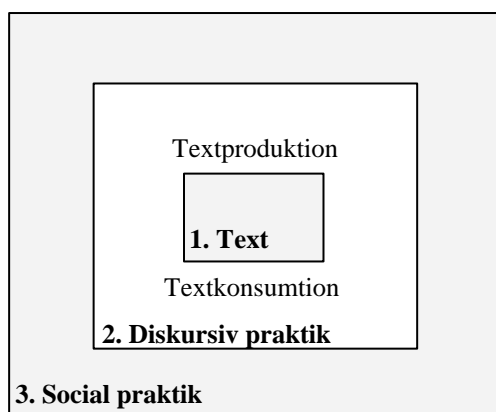 Textproduktion
1. Text
Textkonsumtion
2. Diskursiv praktik
3. Social praktik